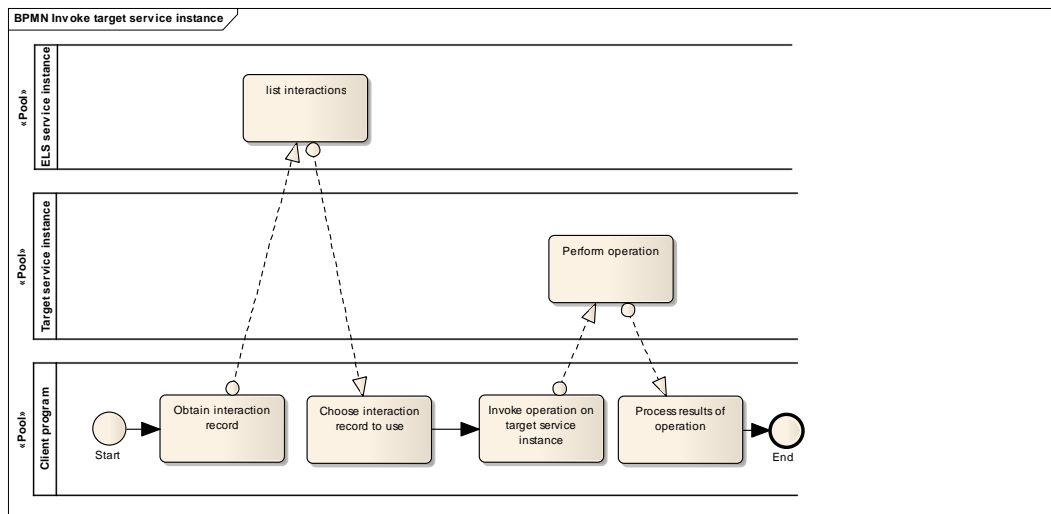 BPMN Invoke target service instance
«Pool»
ELS service instance
list interactions
«Pool»
Target service instance
Perform operation
«Pool»
Client program
Start
Obtain interaction
record
Choose interaction
record to use
Invoke operation on
target service
instance
Process results of
operation
End